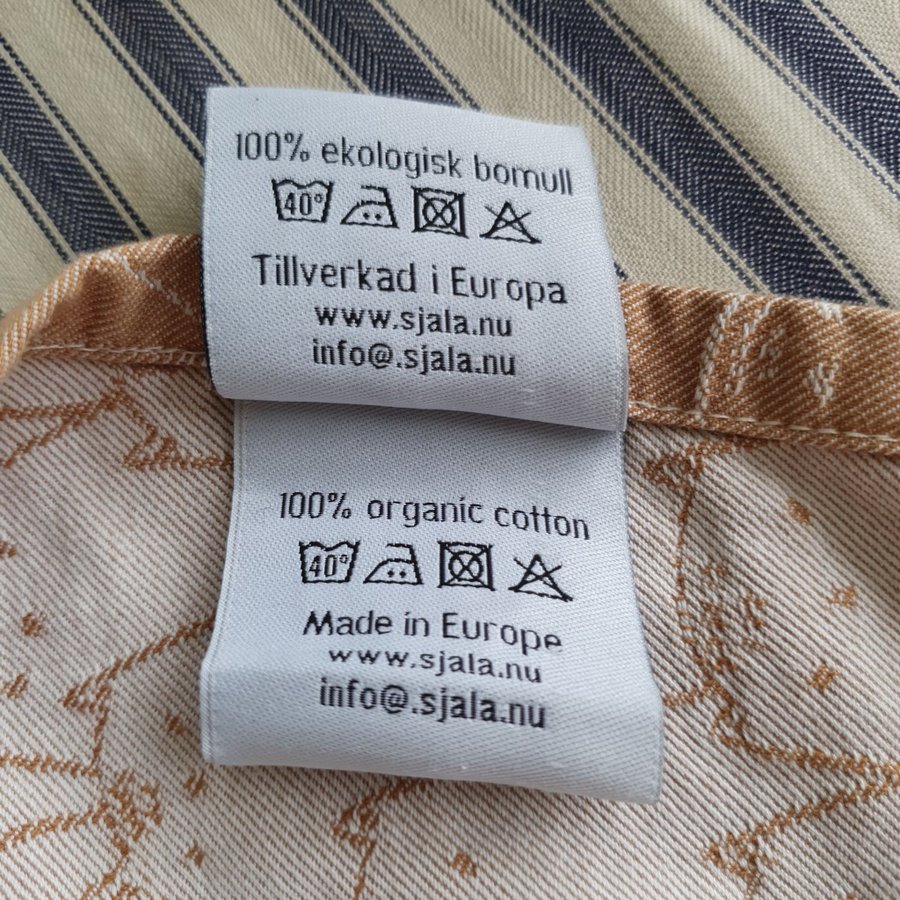 100% ekologisk bomull
40°
Tillverkad i Europa
www.sjala.nu
info@.sjala.nu
100% organic cotton
40°
Made in Europe
www.sjala.nu
info@.sjala.nu